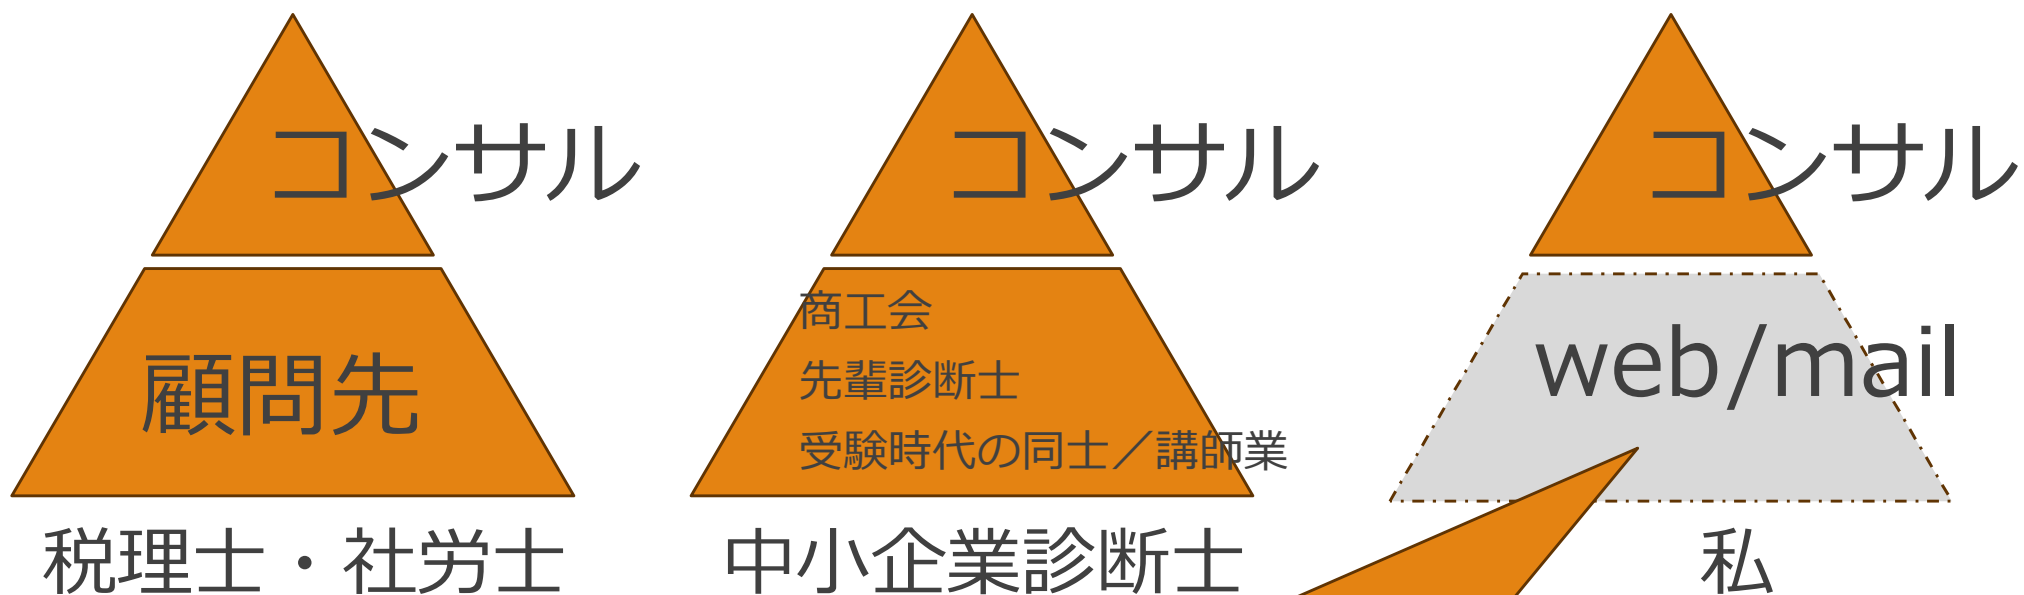 コンサル
顧問先
税理士・社労士
コンサル
商工会
先輩診断士
受験時代の同士／講師業
中小企業診断士
コンサル
web/mail
私